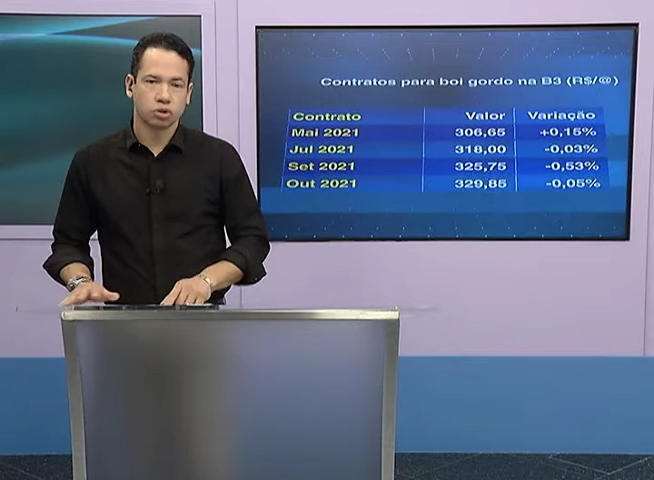 Contratos para boi gordo na B3 (R$/@)
Contrato Valor Variação
Mai 2021 306,65 +0,15%
Jul 2021 318,00 -0,03%
Set 2021 325,75 -0,53%
Out 2021 329,85 -0,05%